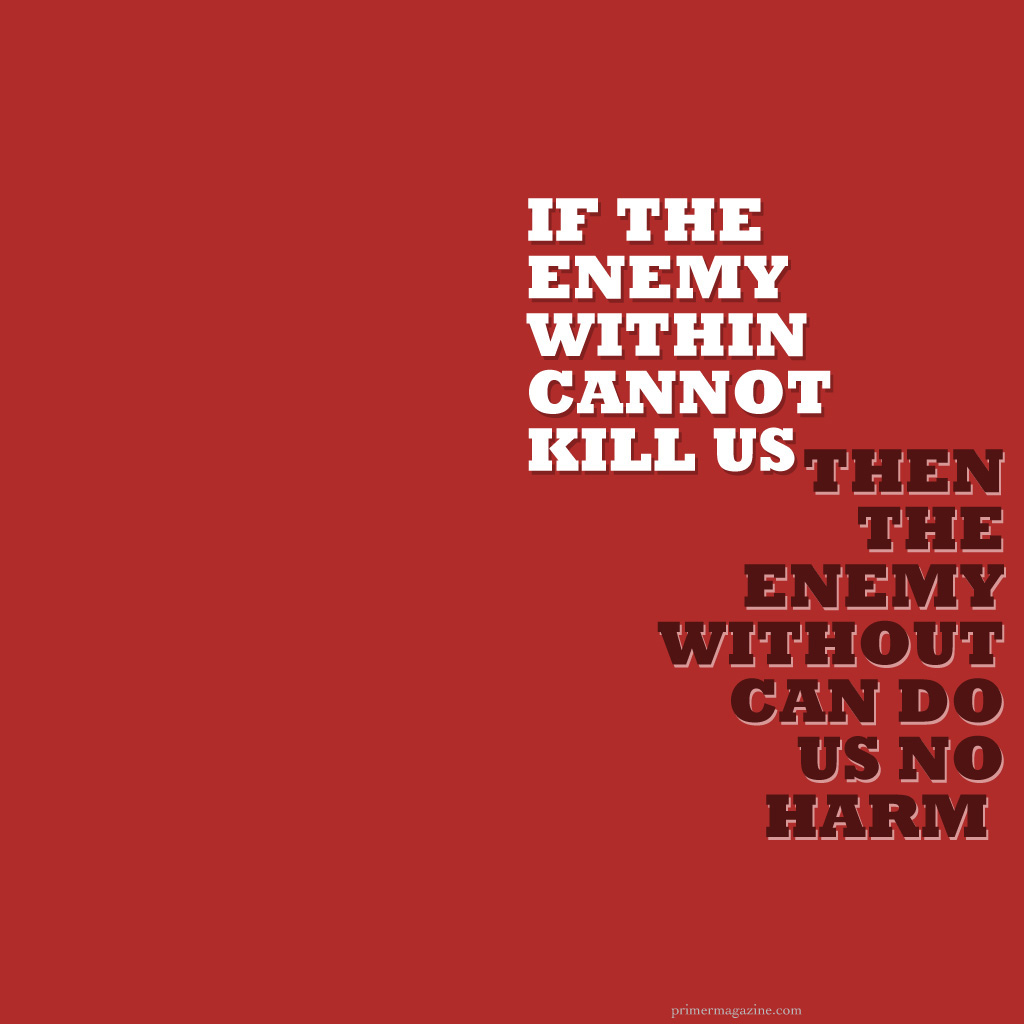 IF THE
ENEMY
WITHIN
CANNOT
KILL US
THEN
THE
ENEMY
WITHOUT
CAN DO
US NO
HARM
primermagazine.com